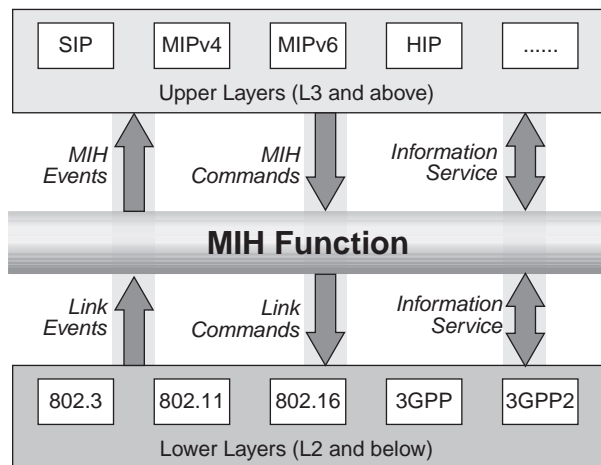 SIP
MIPv4
MIPv6
HIP
......
Upper Layers (L3 and above)
MIH
Events
MIH
Commands
Information
Service
MIH Function
Link
Events
Link
Commands
Information
Service
802.3
802.11
802.16
3GPP
3GPP2
Lower Layers (L2 and below)